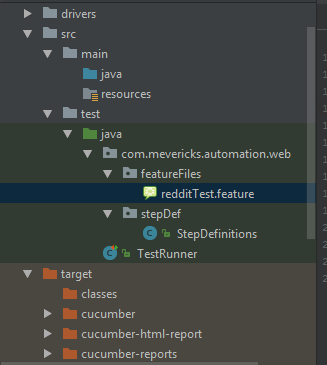 drivers
src
main
java
resources
test
java
com.mevericks.automation.web
featureFiles
redditTest.feature
stepDef
StepDefinitions
TestRunner
target
classes
cucumber
cucumber-html-report
cucumber-reports